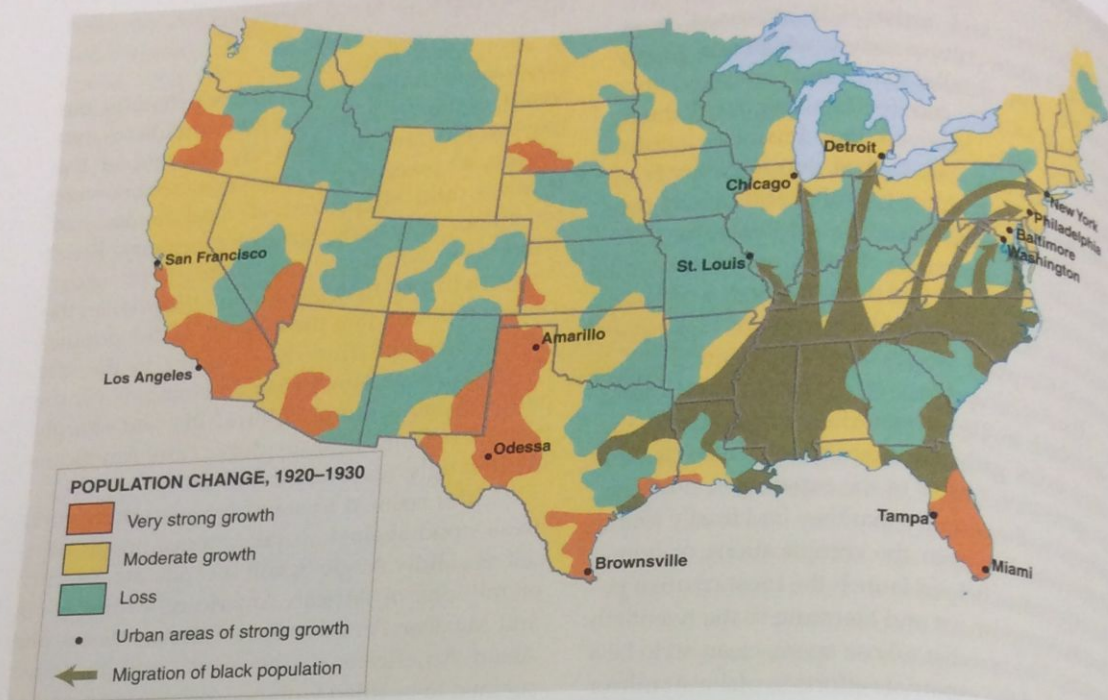 Detroit
Chicago
New York
Philadelphia
Baltimore
Washington
San Francisco
St. Louis
Amarillo
Los Angeles
Odessa
Tampa
Brownsville
Miami
POPULATION CHANGE, 1920–1930
Very strong growth
Moderate growth
Loss
Urban areas of strong growth
Migration of black population